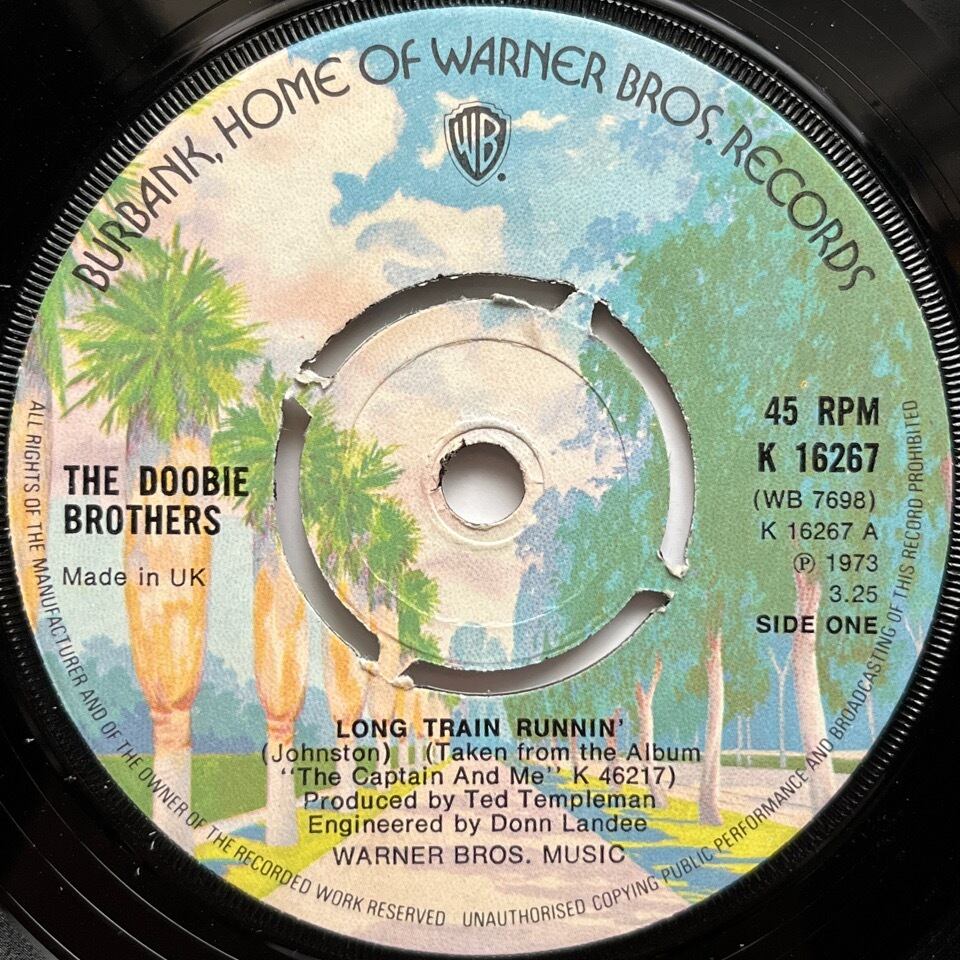 BURBANK, HOME OF WARNER BROS. RECORDS
WB
THE DOOBIE
BROTHERS
Made in UK
45 RPM
K 16267
(WB 7698)
K 16267 A
℗ 1973
3.25
SIDE ONE
LONG TRAIN RUNNIN'
(Johnston) (Taken from the Album
"The Captain And Me" K 46217)
Produced by Ted Templeman
Engineered by Donn Landee
WARNER BROS. MUSIC
ALL RIGHTS OF THE MANUFACTURER AND OF THE OWNER OF THE RECORDED WORK RESERVED UNAUTHORISED COPYING PUBLIC PERFORMANCE AND BROADCASTING OF THIS RECORD PROHIBITED